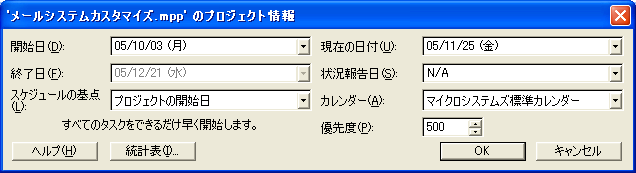 'メールシステムカスタマイズ.mpp' のプロジェクト情報
開始日(D): 05/10/03 (月) 現在の日付(U): 05/11/25 (金)
終了日(F): 05/12/21 (水) 状況報告日(S): N/A
スケジュールの基点(L): プロジェクトの開始日 カレンダー(A): マイクロシステムズ標準カレンダー
すべてのタスクをできるだけ早く開始します。 優先度(P): 500
ヘルプ(H) 統計表(I)... OK キャンセル